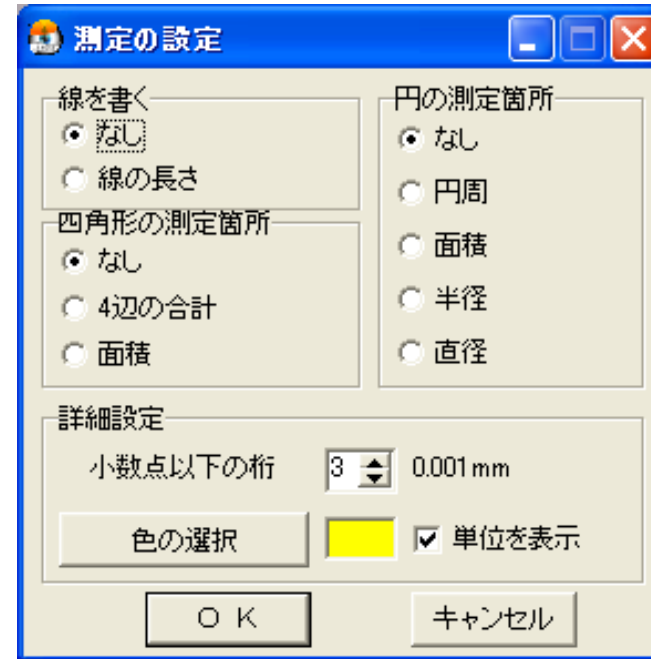 測定の設定
線を書く
なし
線の長さ
四角形の測定箇所
なし
4辺の合計
面積
円の測定箇所
なし
円周
面積
半径
直径
詳細設定
小数点以下の桁 3 0.001mm
色の選択 単位を表示
OK キャンセル